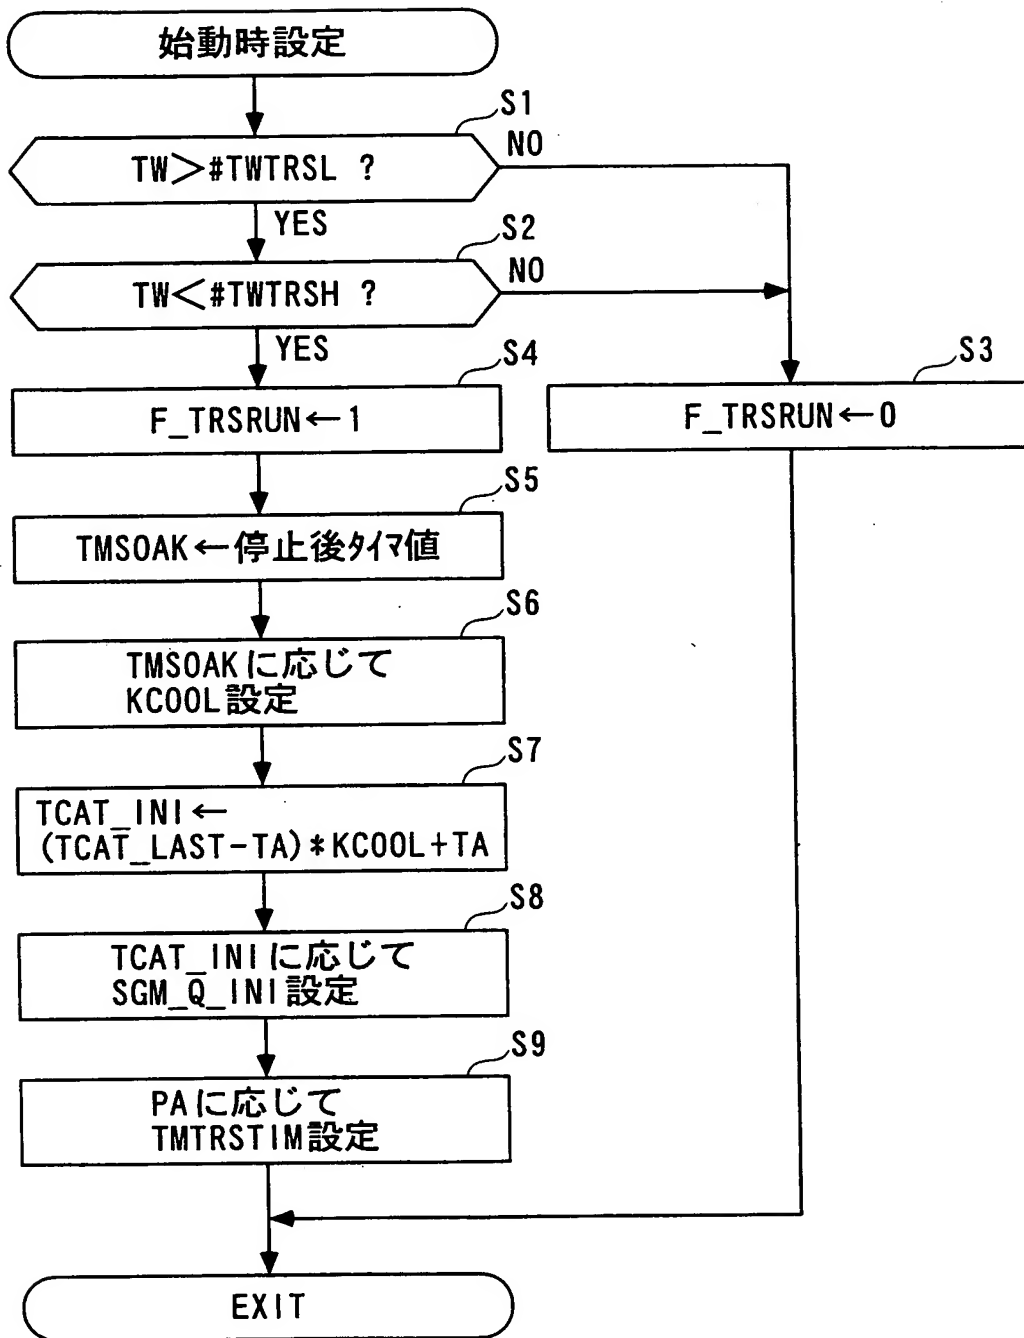 始動時設定
S1
TW>#TWTRSL ?
NO
YES
S2
TW<#TWTRSH ?
NO
YES
S4
F_TRSRUN←1
S3
F_TRSRUN←0
S5
TMSOAK←停止後タイマ値
S6
TMSOAKに応じて
KCOOL設定
S7
TCAT_INI←
(TCAT_LAST-TA)*KCOOL+TA
S8
TCAT_INIに応じて
SGM_Q_INI設定
S9
PAに応じて
TMTRSTIM設定
EXIT